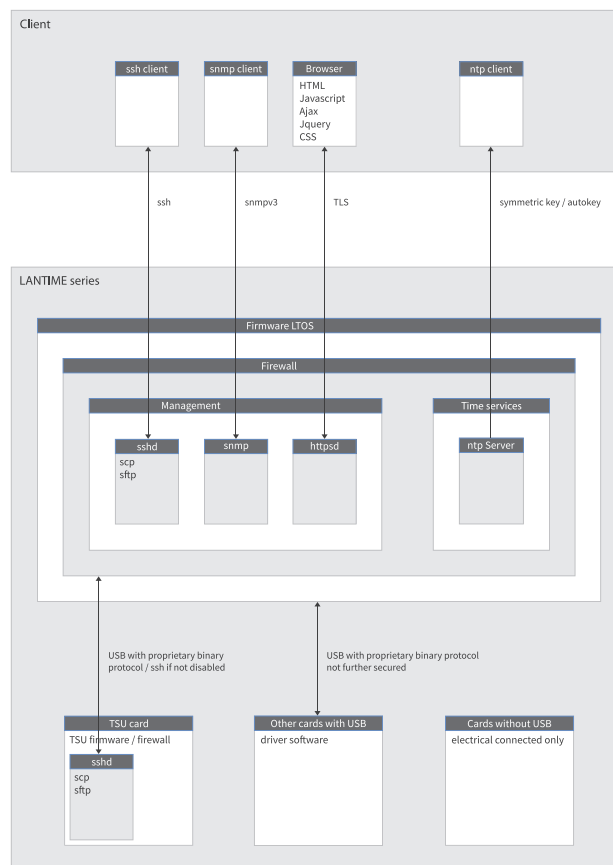 Client
ssh client
snmp client
Browser
ntp client
HTML
Javascript
Ajax
Jquery
CSS
ssh
snmpv3
TLS
symmetric key / autokey
LANTIME series
Firmware LTOS
Firewall
Management
Time services
sshd
snmp
httpsd
ntp Server
scp
sftp
USB with proprietary binary
protocol / ssh if not disabled
USB with proprietary binary protocol
not further secured
TSU card
Other cards with USB
Cards without USB
TSU firmware / firewall
driver software
electrical connected only
sshd
scp
sftp